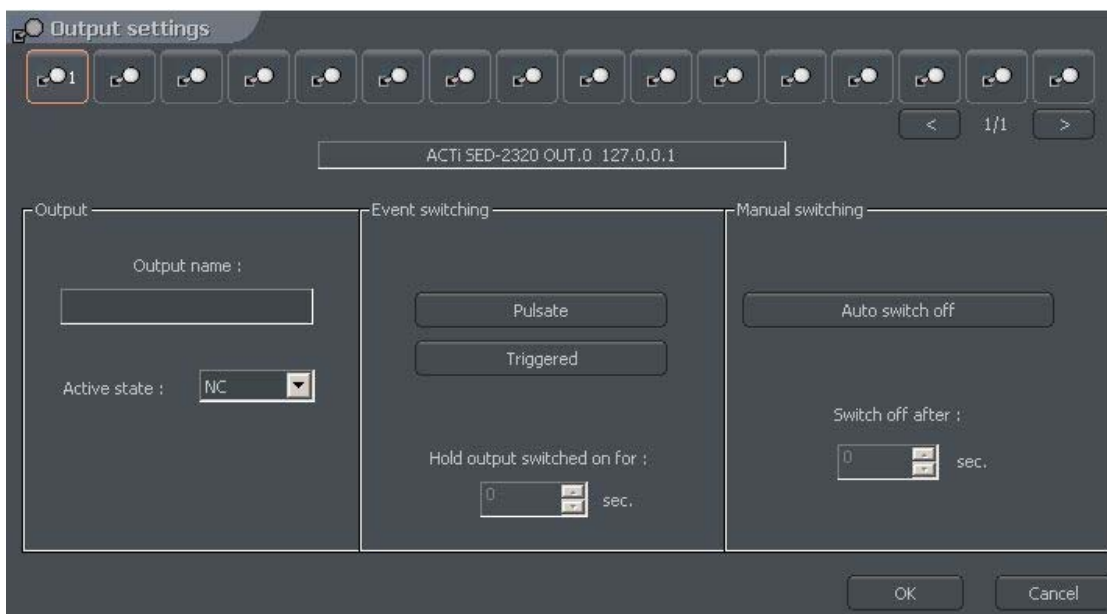 Output settings
1
< 1/1 >
ACTi SED-2320 OUT.0 127.0.0.1
Output
Output name :
Active state : NC
Event switching
Pulsate
Triggered
Hold output switched on for :
0 sec.
Manual switching
Auto switch off
Switch off after :
0 sec.
OK Cancel